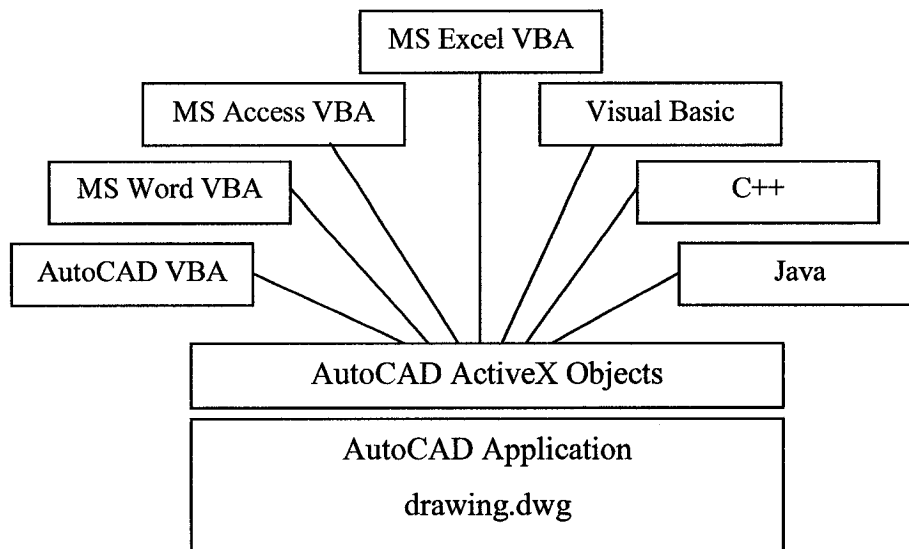 MS Excel VBA
MS Access VBA
Visual Basic
MS Word VBA
C++
AutoCAD VBA
Java
AutoCAD ActiveX Objects
AutoCAD Application
drawing.dwg